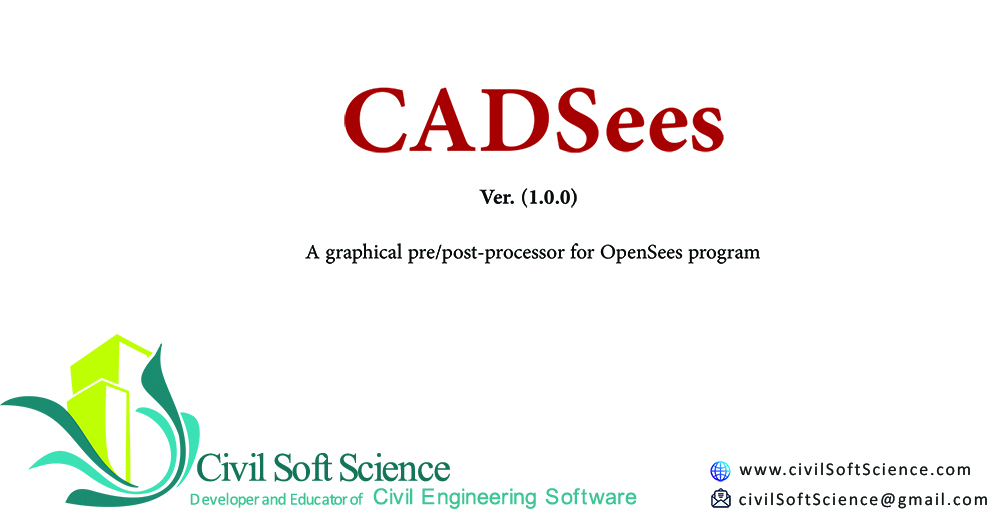 CADSees
Ver. (1.0.0)
A graphical pre/post-processor for OpenSees program
Civil Soft Science
Developer and Educator of Civil Engineering Software
www.civilSoftScience.com
civilSoftScience@gmail.com